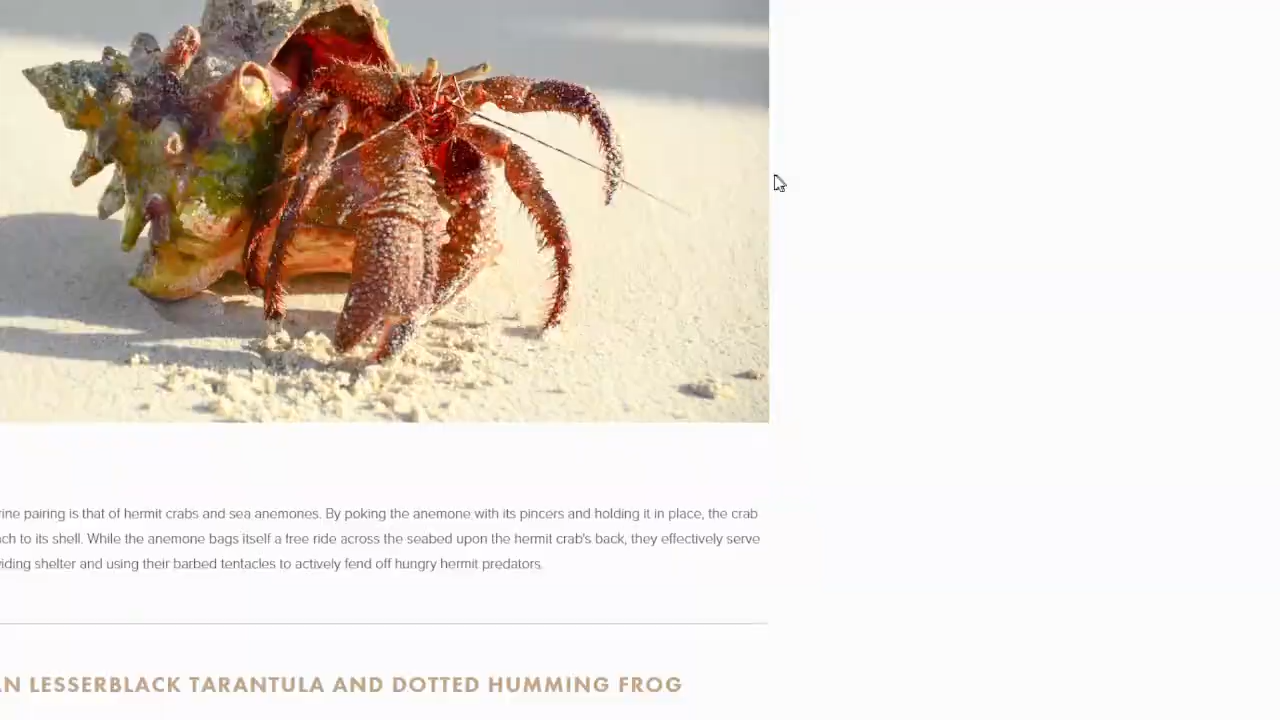 ine pairing is that of hermit crabs and sea anemones. By poking the anemone with its pincers and holding it in place, the crab
ch to its shell. While the anemone bags itself a free ride across the seabed upon the hermit crab's back, they effectively serve
iding shelter and using their barbed tentacles to actively fend off hungry hermit predators.
AN LESSERBLACK TARANTULA AND DOTTED HUMMING FROG